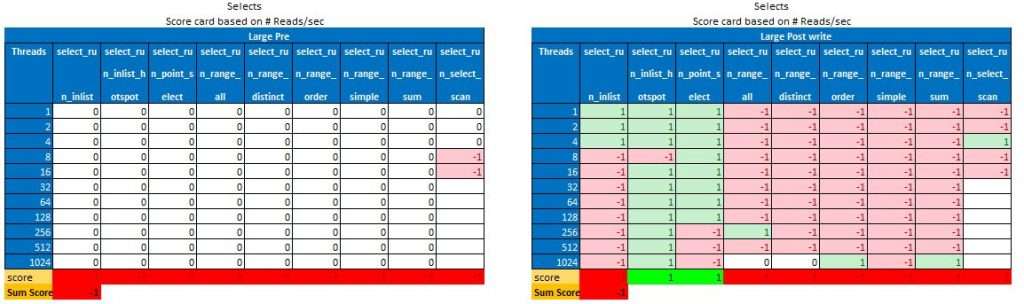 Selects
Score card based on # Reads/sec
Large Pre
Threads select_ru select_ru select_ru select_ru select_ru select_ru select_ru select_ru select_ru
n_inlist_h n_point_s n_range_ n_range_ n_range_ n_range_ n_range_ n_select_
n_inlist otspot elect all distinct order simple sum scan
1 0 0 0 0 0 0 0 0 0
2 0 0 0 0 0 0 0 0 0
4 0 0 0 0 0 0 0 0 0
8 0 0 0 0 0 0 0 0 -1
16 0 0 0 0 0 0 0 0 -1
32 0 0 0 0 0 0 0 0
64 0 0 0 0 0 0 0 0
128 0 0 0 0 0 0 0 0
256 0 0 0 0 0 0 0 0
512 0 0 0 0 0 0 0 0
1024 0 0 0 0 0 0 0 0
score
Sum Score -1
Selects
Score card based on # Reads/sec
Large Post write
Threads select_ru select_ru select_ru select_ru select_ru select_ru select_ru select_ru select_ru
n_inlist_h n_point_s n_range_ n_range_ n_range_ n_range_ n_range_ n_select_
n_inlist otspot elect all distinct order simple sum scan
1 1 1 1 -1 -1 -1 -1 -1 -1
2 1 1 1 -1 -1 -1 -1 -1 -1
4 1 1 1 -1 -1 -1 -1 -1 1
8 -1 -1 1 -1 -1 -1 -1 -1 -1
16 -1 1 1 -1 -1 -1 -1 -1 -1
32 -1 1 1 -1 -1 -1 -1 -1
64 -1 1 1 -1 -1 -1 -1 -1
128 -1 1 1 -1 -1 -1 -1 -1
256 -1 1 -1 1 -1 -1 -1 -1
512 -1 1 -1 -1 -1 -1 -1 -1
1024 -1 1 -1 0 0 1 -1 1
score 1 1
Sum Score -1